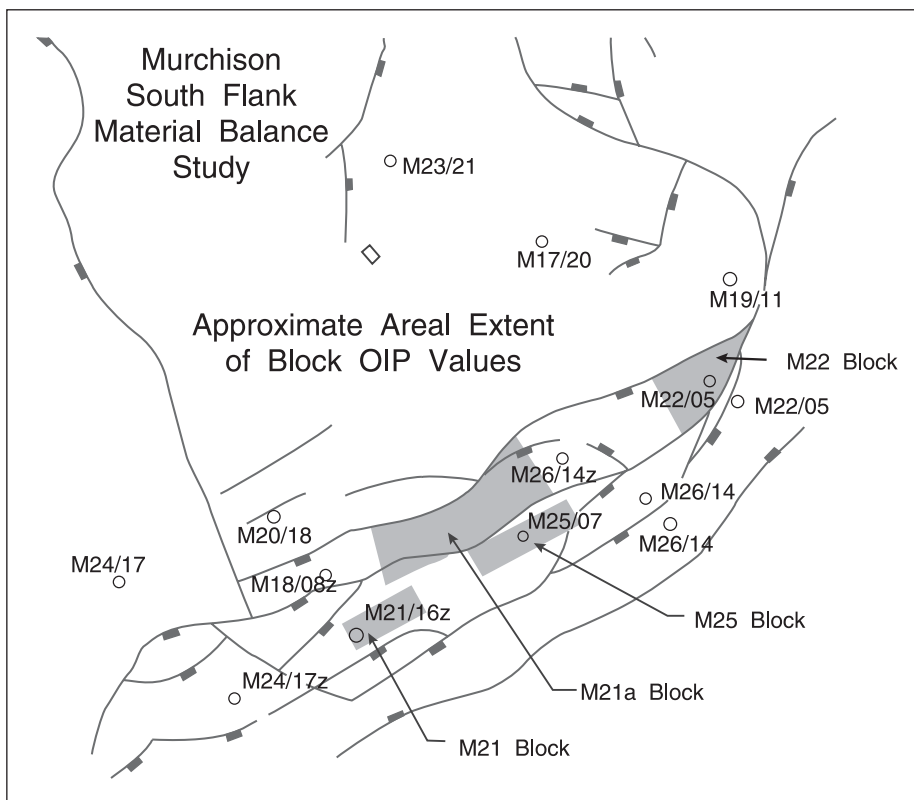 Murchison
South Flank
Material Balance
Study
M23/21
M17/20
M19/11
Approximate Areal Extent
of Block OIP Values
M22 Block
M22/05
M22/05
M26/14z
M26/14
M20/18
M25/07
M26/14
M24/17
M18/08z
M21/16z
M25 Block
M24/17z
M21a Block
M21 Block